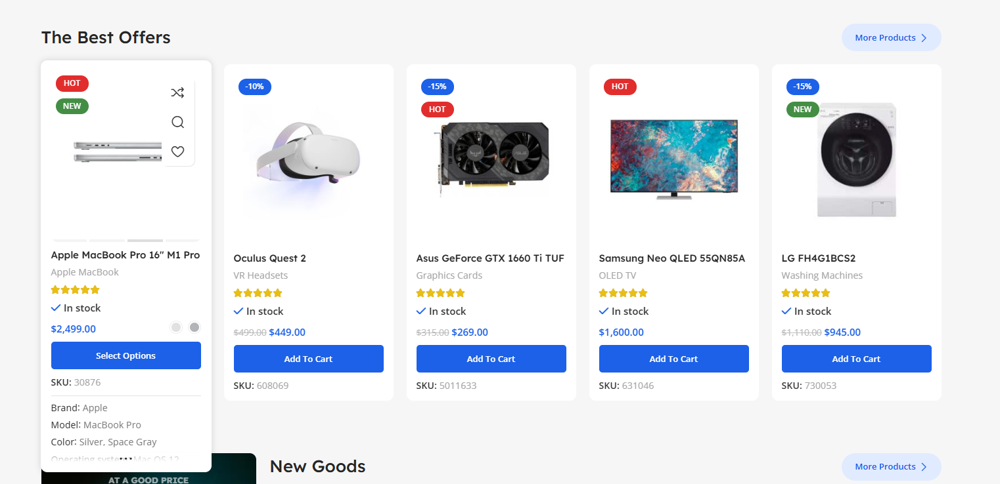 The Best Offers
More Products
HOT
NEW
Apple MacBook Pro 16″ M1 Pro
Apple MacBook
In stock
$2,499.00
Select Options
SKU: 30876
Brand: Apple
Model: MacBook Pro
Color: Silver, Space Gray
Operating system: Mac OS 12
-10%
Oculus Quest 2
VR Headsets
In stock
$499.00 $449.00
Add To Cart
SKU: 608069
-15%
HOT
Asus GeForce GTX 1660 Ti TUF
Graphics Cards
In stock
$315.00 $269.00
Add To Cart
SKU: 5011633
HOT
Samsung Neo QLED 55QN85A
OLED TV
In stock
$1,600.00
Add To Cart
SKU: 631046
-15%
NEW
LG FH4G1BCS2
Washing Machines
In stock
$1,110.00 $945.00
Add To Cart
SKU: 730053
AT A GOOD PRICE
New Goods
More Products